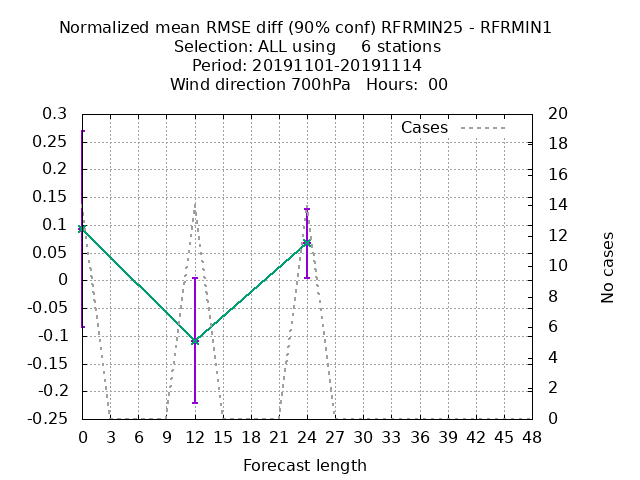 Normalized mean RMSE diff (90% conf) RFRMIN25 - RFRMIN1
Selection: ALL using     6 stations
Period: 20191101-20191114
Wind direction 700hPa   Hours:  00
Cases
0.3
0.25
0.2
0.15
0.1
0.05
0
-0.05
-0.1
-0.15
-0.2
-0.25
20
18
16
14
12
10
8
6
4
2
0
No cases
0 3 6 9 12 15 18 21 24 27 30 33 36 39 42 45 48
Forecast length